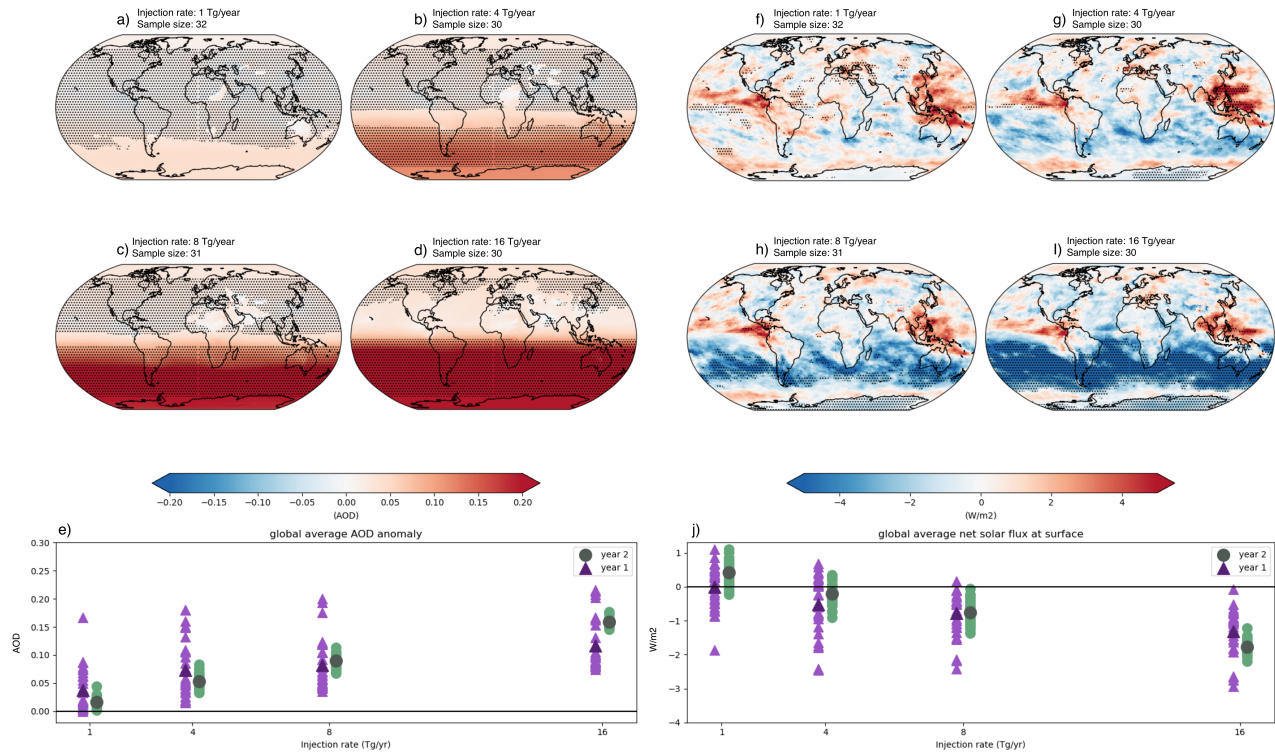 a) Injection rate: 1 Tg/year
Sample size: 32
b) Injection rate: 4 Tg/year
Sample size: 30
f) Injection rate: 1 Tg/year
Sample size: 32
g) Injection rate: 4 Tg/year
Sample size: 30
c) Injection rate: 8 Tg/year
Sample size: 31
d) Injection rate: 16 Tg/year
Sample size: 30
h) Injection rate: 8 Tg/year
Sample size: 31
I) Injection rate: 16 Tg/year
Sample size: 30
−0.20 −0.15 −0.10 −0.05 0.00 0.05 0.10 0.15 0.20
(AOD)
−4 −2 0 2 4
(W/m2)
e) global average AOD anomaly
0.30
0.25
0.20
0.15
0.10
0.05
0.00
AOD
year 2
year 1
1 4 8 16
Injection rate (Tg/yr)
j) global average net solar flux at surface
1
0
−1
−2
−3
−4
W/m2
year 2
year 1
1 4 8 16
Injection rate (Tg/yr)